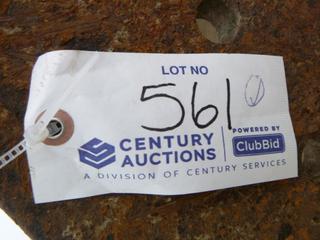 LOT NO
561
CENTURY
AUCTIONS
POWERED BY
ClubBid
A DIVISION OF CENTURY SERVICES